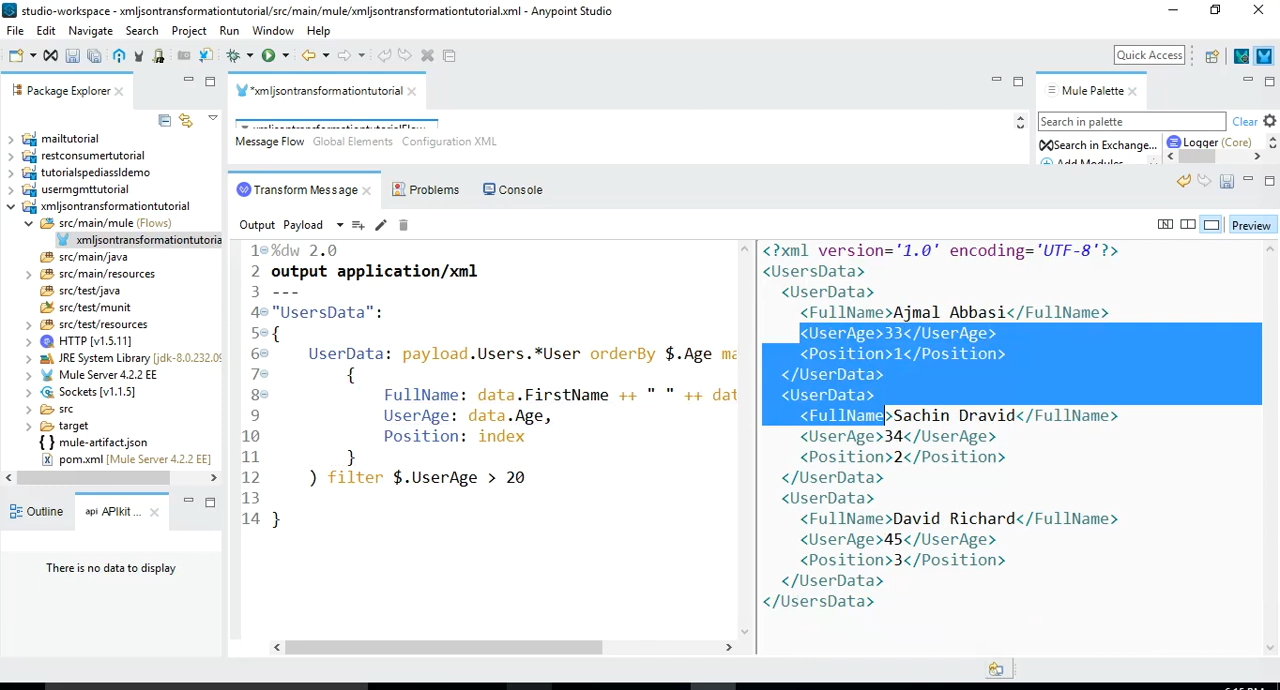 studio-workspace - xmljsontransformationtutorial/src/main/mule/xmljsontransformationtutorial.xml - Anypoint Studio
File Edit Navigate Search Project Run Window Help
Quick Access
Package Explorer
*xmljsontransformationtutorial
Mule Palette
Search in palette
Clear
Message Flow Global Elements Configuration XML
Search in Exchange...
Logger (Core)
Add Modules
mailtutorial
restconsumertutorial
tutorialspediassldemo
usermgmttutorial
xmljsontransformationtutorial
src/main/mule (Flows)
xmljsontransformationtutoria
src/main/java
src/main/resources
src/test/java
src/test/munit
src/test/resources
HTTP [v1.5.11]
JRE System Library [jdk-8.0.232.09
Mule Server 4.2.2 EE
Sockets [v1.1.5]
src
target
mule-artifact.json
pom.xml [Mule Server 4.2.2 EE]
Outline
api APIkit ...
There is no data to display
Transform Message
Problems
Console
Output Payload
Preview
1 %dw 2.0
2 output application/xml
3 ---
4 "UsersData":
5 {
6 UserData: payload.Users.*User orderBy $.Age ma
7 {
8 FullName: data.FirstName ++ " " ++ dat
9 UserAge: data.Age,
10 Position: index
11 }
12 ) filter $.UserAge > 20
13
14 }
<?xml version='1.0' encoding='UTF-8'?>
<UsersData>
<UserData>
<FullName>Ajmal Abbasi</FullName>
<UserAge>33</UserAge>
<Position>1</Position>
</UserData>
<UserData>
<FullName>Sachin Dravid</FullName>
<UserAge>34</UserAge>
<Position>2</Position>
</UserData>
<UserData>
<FullName>David Richard</FullName>
<UserAge>45</UserAge>
<Position>3</Position>
</UserData>
</UsersData>